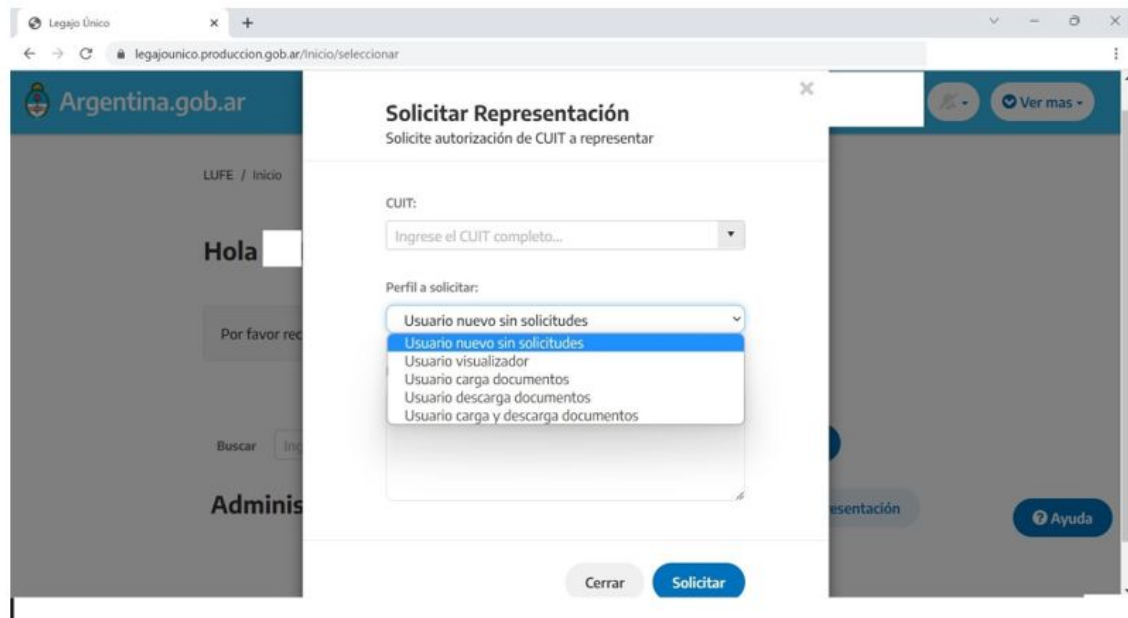 Legajo Único
legajounico.produccion.gob.ar/Inicio/seleccionar
Argentina.gob.ar
Ver mas
Solicitar Representación
Solicite autorización de CUIT a representar
LUFE / Inicio
CUIT:
Ingrese el CUIT completo...
Hola
Perfil a solicitar:
Usuario nuevo sin solicitudes
Por favor rec
Usuario nuevo sin solicitudes
Usuario visualizador
Usuario carga documentos
Usuario descarga documentos
Usuario carga y descarga documentos
Buscar Ing
Adminis
esentación
Ayuda
Cerrar
Solicitar